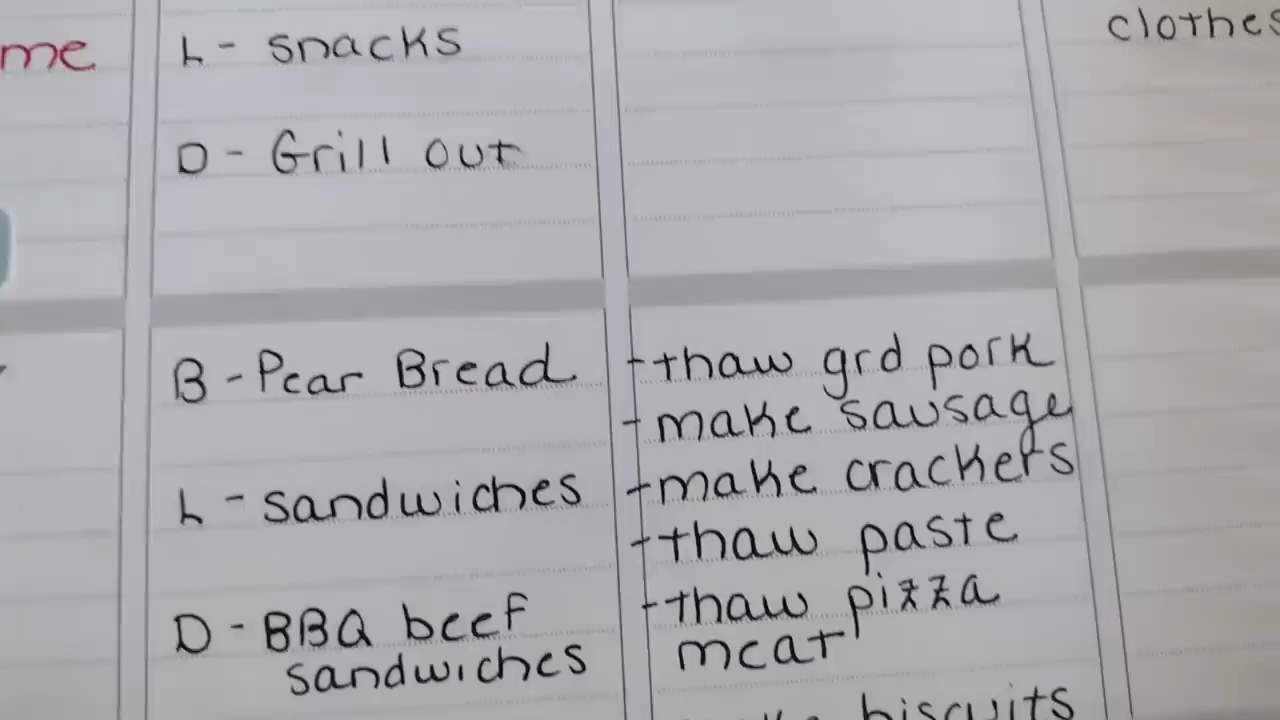 me
L - snacks
D - Grill out
clothes
B - Pear Bread
L - sandwiches
D - BBQ beef
sandwiches
- thaw grd pork
- make sausage
- make crackers
- thaw paste
- thaw pizza
meat
biscuits